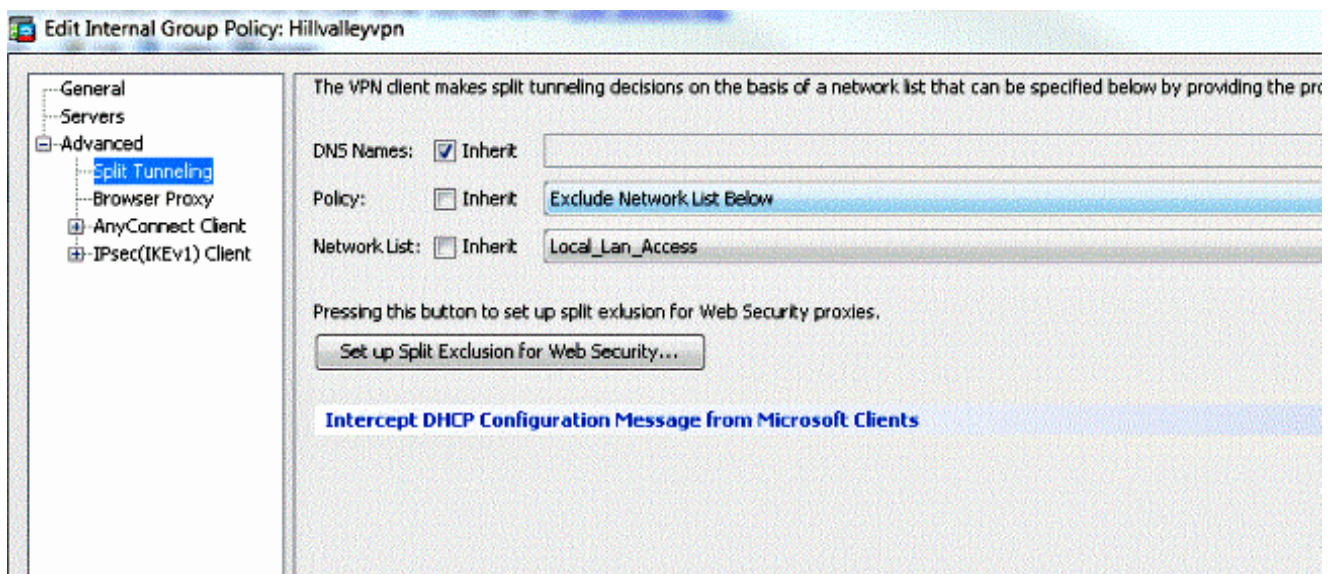 Edit Internal Group Policy: Hillvalleyvpn
General
Servers
Advanced
Split Tunneling
Browser Proxy
AnyConnect Client
IPsec(IKEv1) Client
The VPN client makes split tunneling decisions on the basis of a network list that can be specified below by providing the pro
DNS Names: Inherit
Policy: Inherit Exclude Network List Below
Network List: Inherit Local_Lan_Access
Pressing this button to set up split exlusion for Web Security proxies.
Set up Split Exclusion for Web Security...
Intercept DHCP Configuration Message from Microsoft Clients